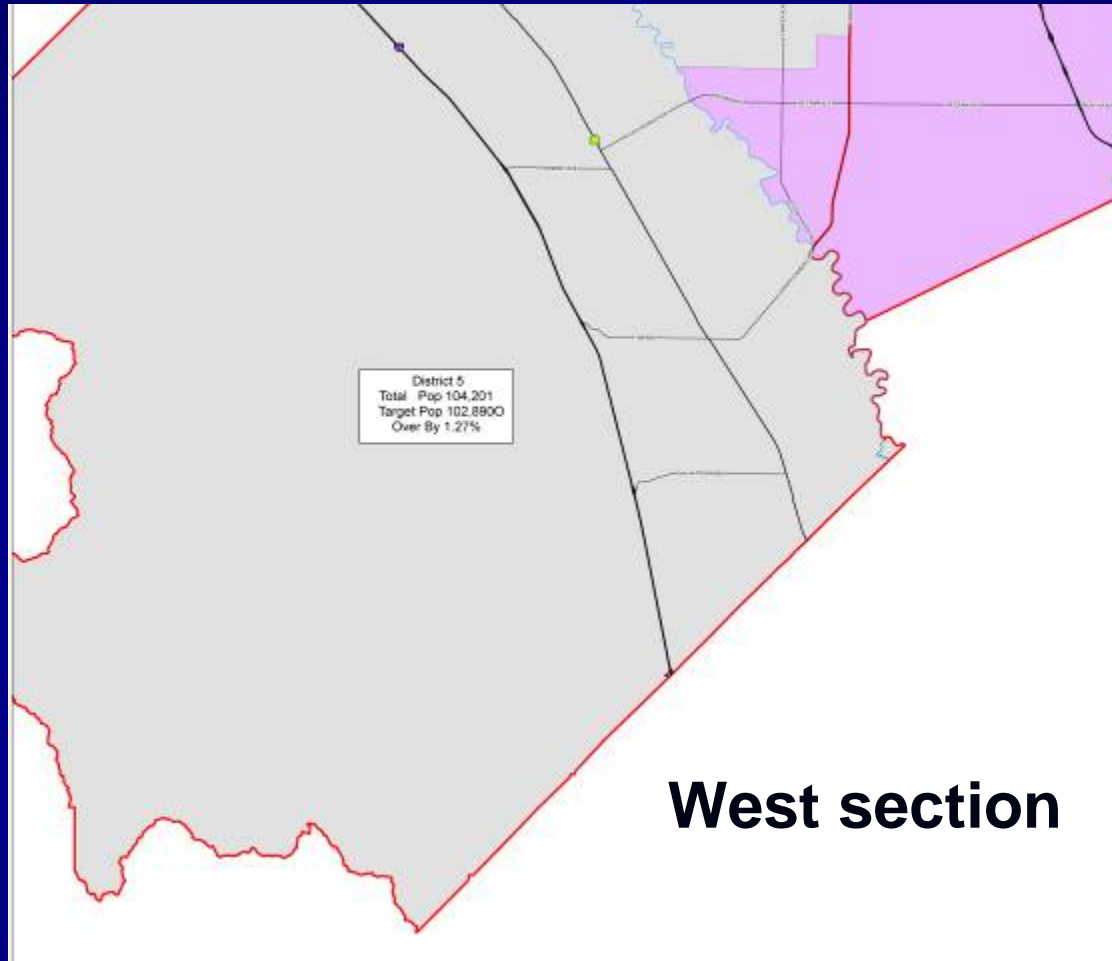 District 5
Total Pop 104,201
Target Pop 102,890O
Over By 1.27%
West section